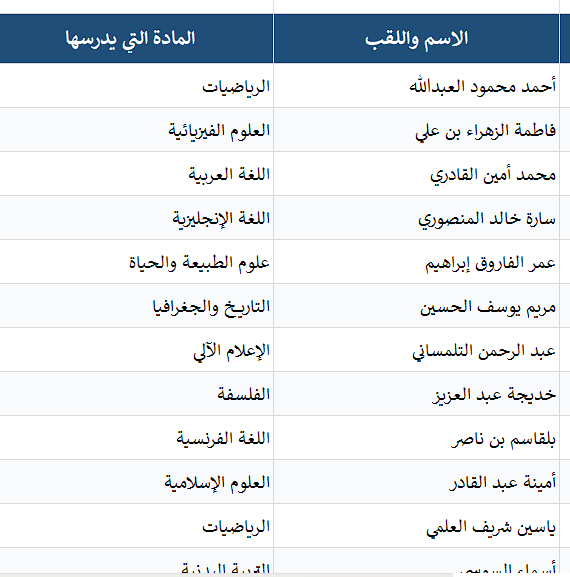 الاسم واللقب	المادة التي يدرسها
أحمد محمود العبدالله	الرياضيات
فاطمة الزهراء بن علي	العلوم الفيزيائية
محمد أمين القادري	اللغة العربية
سارة خالد المنصوري	اللغة الإنجليزية
عمر الفاروق إبراهيم	علوم الطبيعة والحياة
مريم يوسف الحسين	التاريخ والجغرافيا
عبد الرحمن التلمساني	الإعلام الآلي
خديجة عبد العزيز	الفلسفة
بلقاسم بن ناصر	اللغة الفرنسية
أمينة عبد القادر	العلوم الإسلامية
ياسين شريف العلمي	الرياضيات
أسماء	التربية البدنية